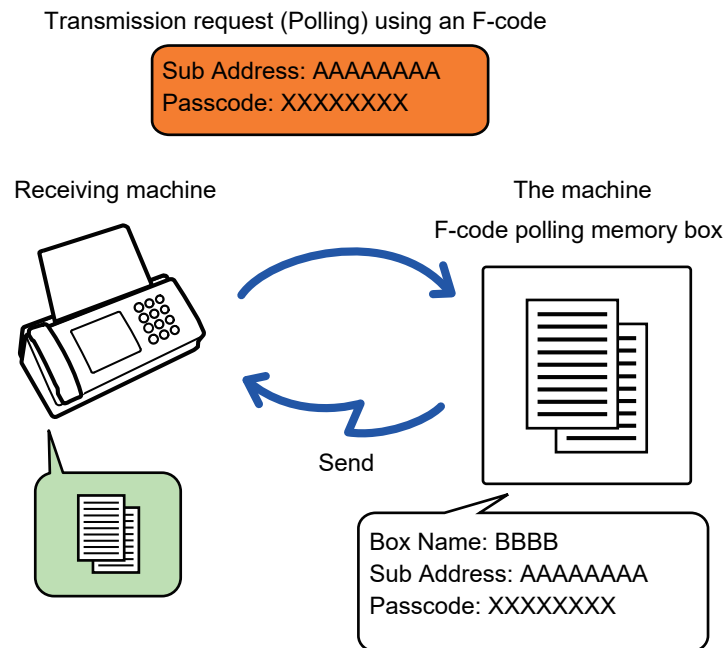 Transmission request (Polling) using an F-code
Sub Address: AAAAAAAA
Passcode: XXXXXXXX
Receiving machine
The machine
F-code polling memory box
Send
Box Name: BBBB
Sub Address: AAAAAAAA
Passcode: XXXXXXXX